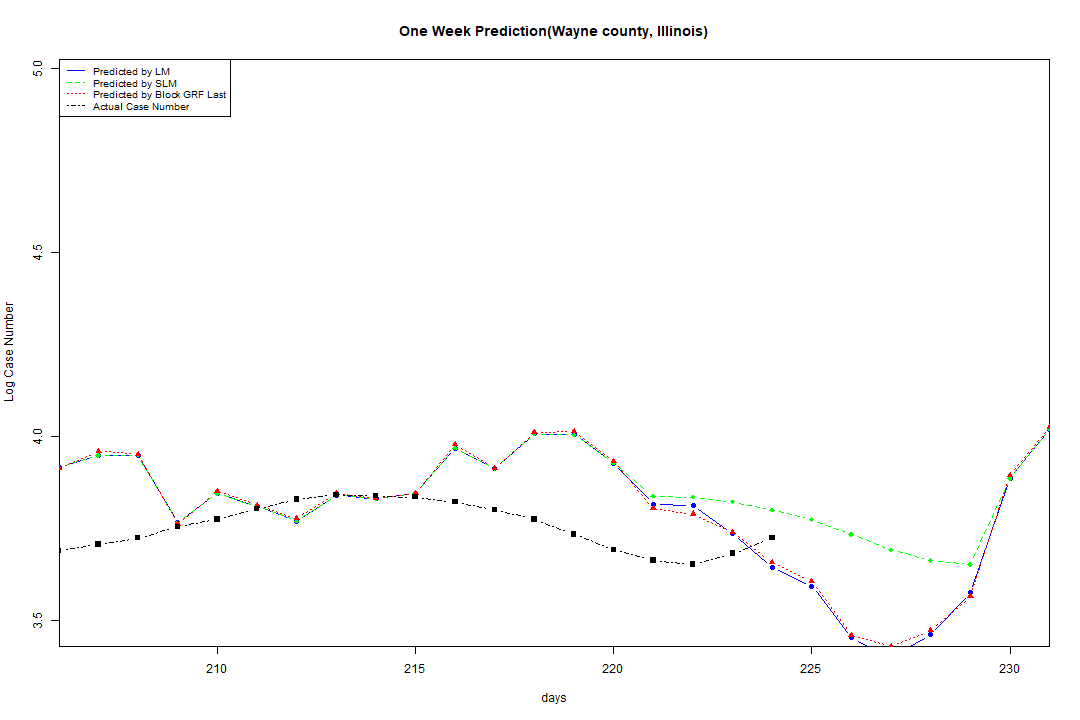 One Week Prediction(Wayne county, Illinois)
Predicted by LM
Predicted by SLM
Predicted by Block GRF Last
Actual Case Number
5.0
4.5
4.0
3.5
Log Case Number
210 215 220 225 230
days